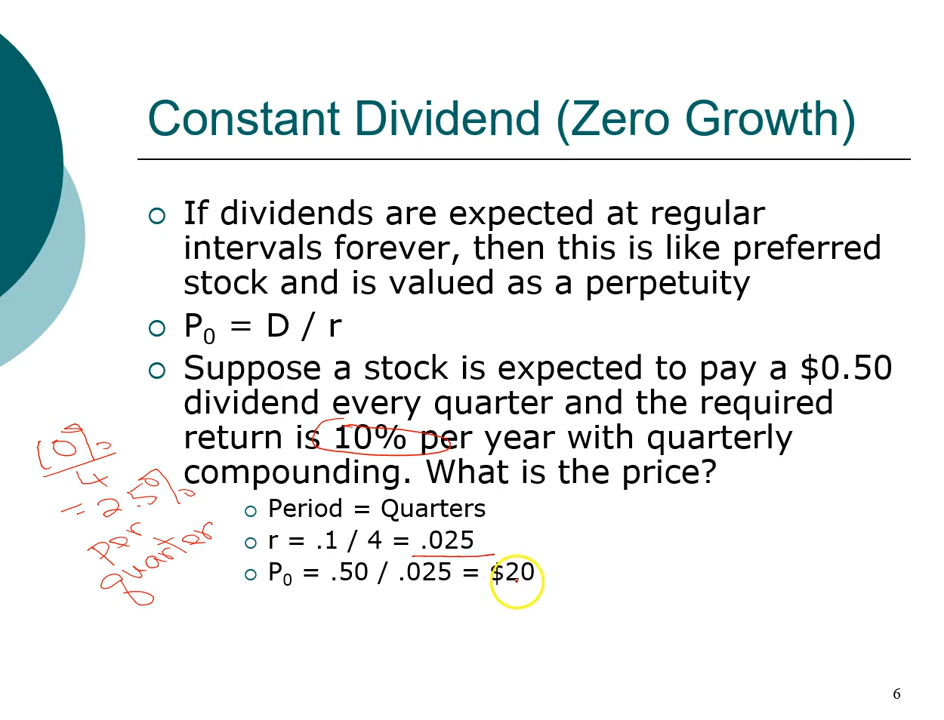 Constant Dividend (Zero Growth)
If dividends are expected at regular
intervals forever, then this is like preferred
stock and is valued as a perpetuity
P0 = D / r
Suppose a stock is expected to pay a $0.50
dividend every quarter and the required
return is 10% per year with quarterly
compounding. What is the price?
Period = Quarters
r = .1 / 4 = .025
P0 = .50 / .025 = $20
10%
4
= 2.5%
per
quarter
6